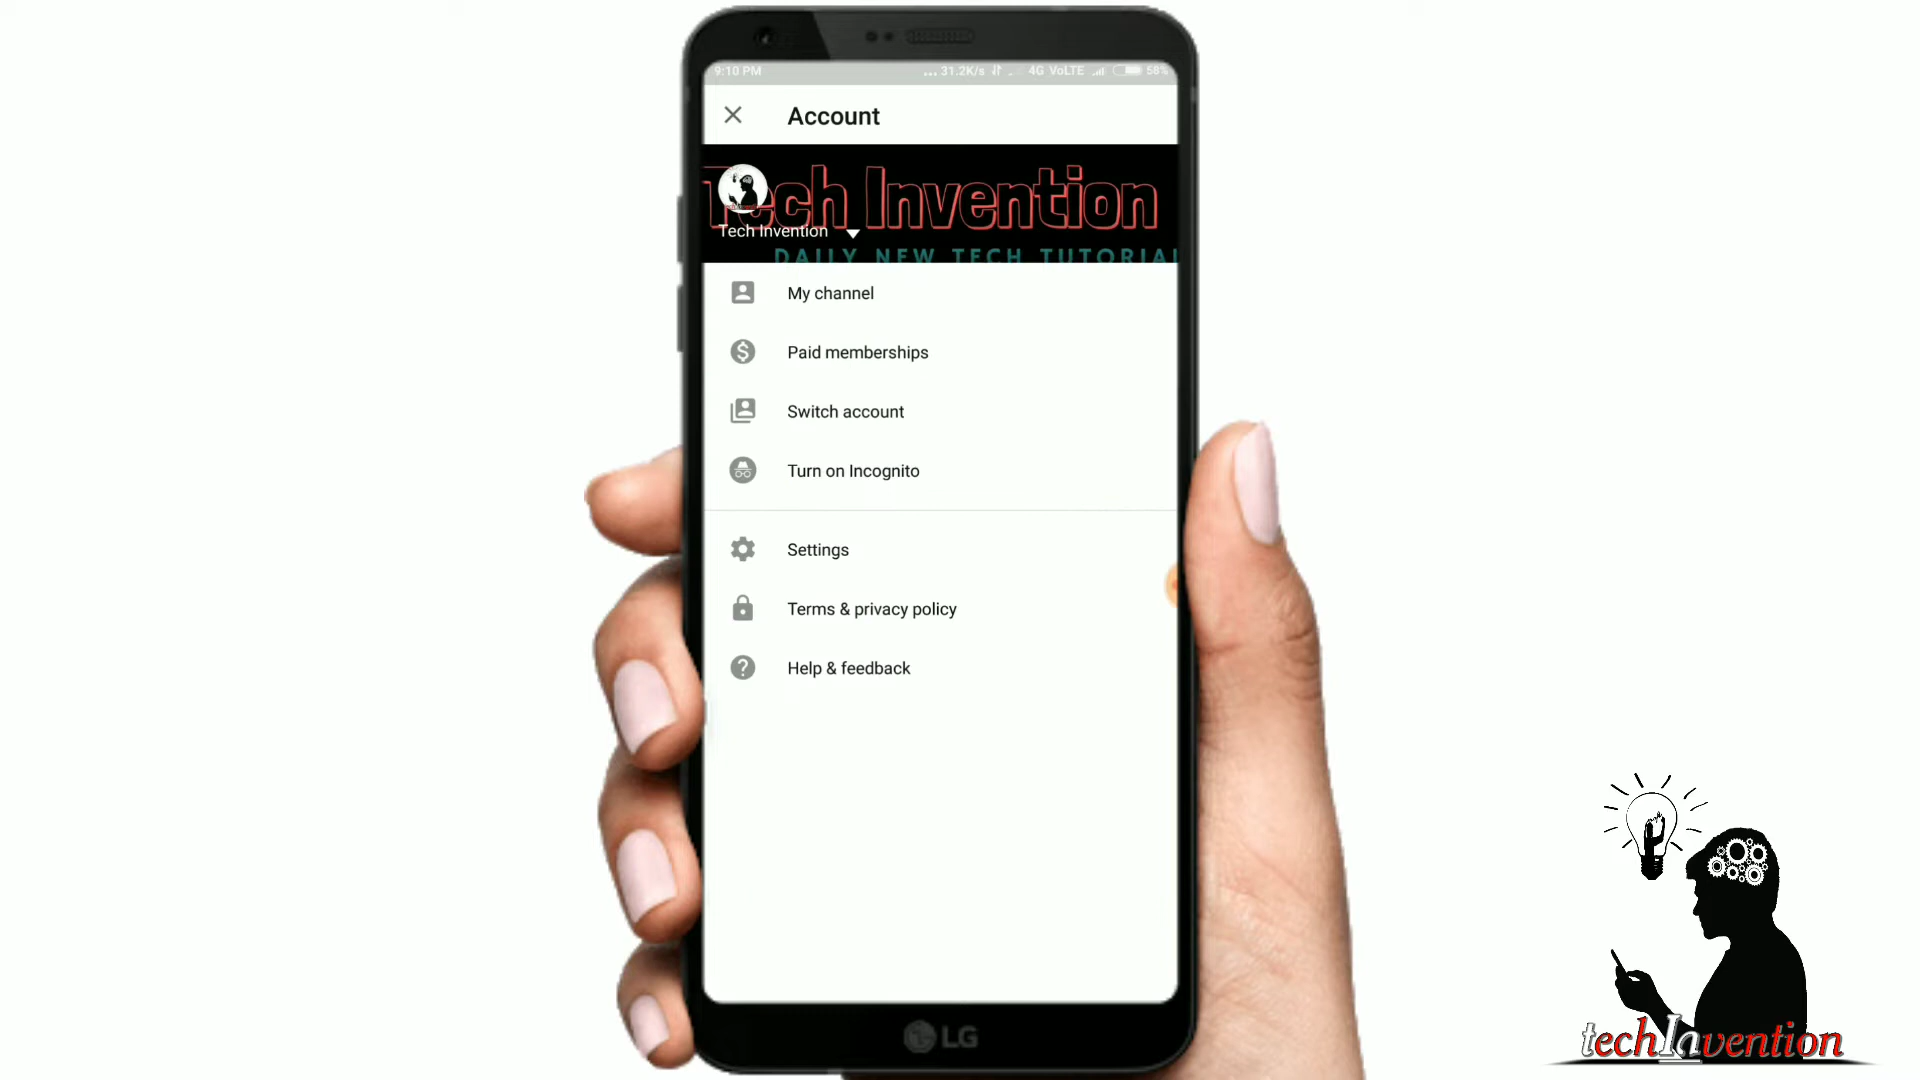 9:10 PM ... 31.2K/s 4G VoLTE 58%
Account
Tech Invention
Tech Invention
DAILY NEW TECH TUTORIAL
My channel
Paid memberships
Switch account
Turn on Incognito
Settings
Terms & privacy policy
Help & feedback
LG
techInvention